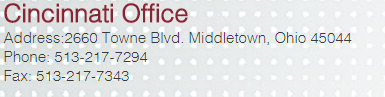 Cincinnati Office
Address:2660 Towne Blvd. Middletown, Ohio 45044
Phone: 513-217-7294
Fax: 513-217-7343